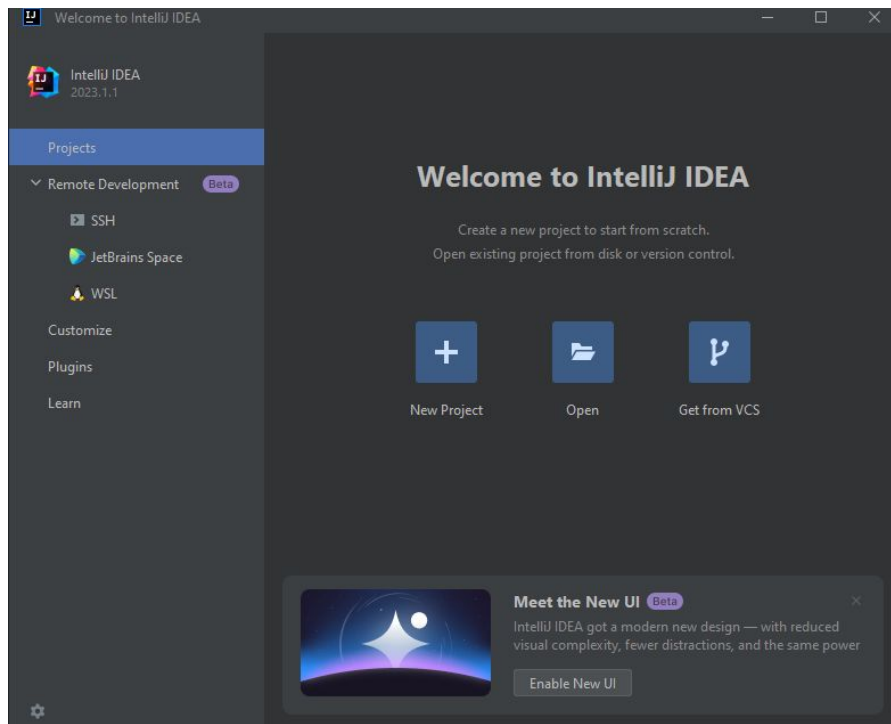 Welcome to IntelliJ IDEA
IntelliJ IDEA
2023.1.1
Projects
Remote Development Beta
SSH
JetBrains Space
WSL
Customize
Plugins
Learn
Welcome to IntelliJ IDEA
Create a new project to start from scratch.
Open existing project from disk or version control.
New Project
Open
Get from VCS
Meet the New UI Beta
IntelliJ IDEA got a modern new design — with reduced
visual complexity, fewer distractions, and the same power
Enable New UI